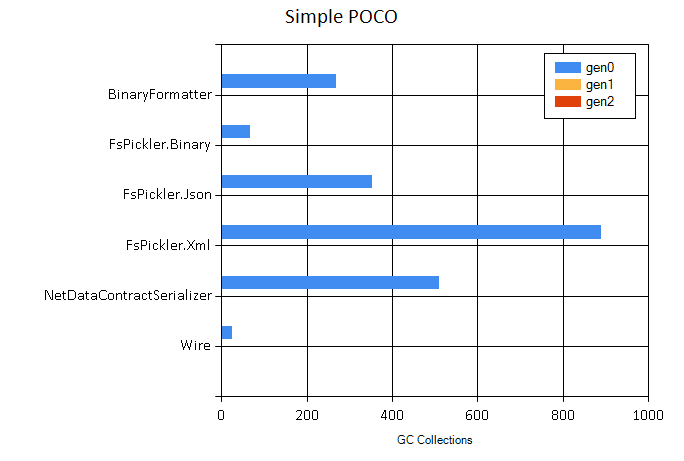 Simple POCO
gen0
gen1
gen2
BinaryFormatter
FsPickler.Binary
FsPickler.Json
FsPickler.Xml
NetDataContractSerializer
Wire
0 200 400 600 800 1000
GC Collections